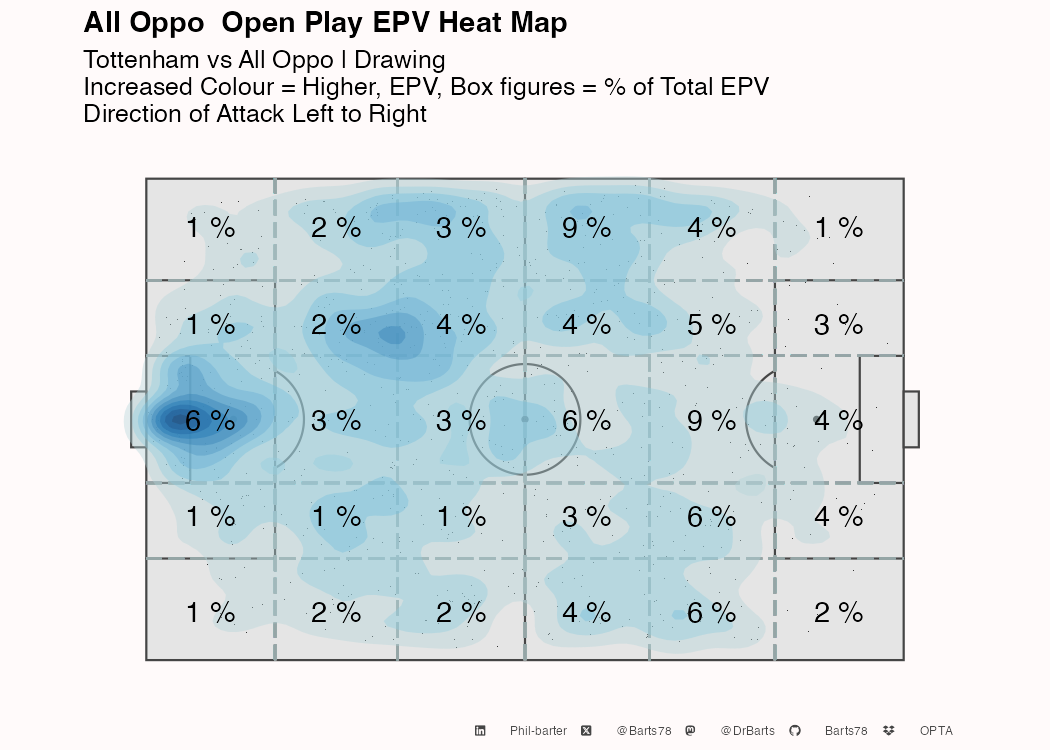 All Oppo  Open Play EPV Heat Map
Tottenham vs All Oppo | Drawing
Increased Colour = Higher, EPV, Box figures = % of Total EPV
Direction of Attack Left to Right
1 % 2 % 3 % 9 % 4 % 1 %
1 % 2 % 4 % 4 % 5 % 3 %
6 % 3 % 3 % 6 % 9 % 4 %
1 % 1 % 1 % 3 % 6 % 4 %
1 % 2 % 2 % 4 % 6 % 2 %
Phil-barter @Barts78 @DrBarts Barts78 OPTA